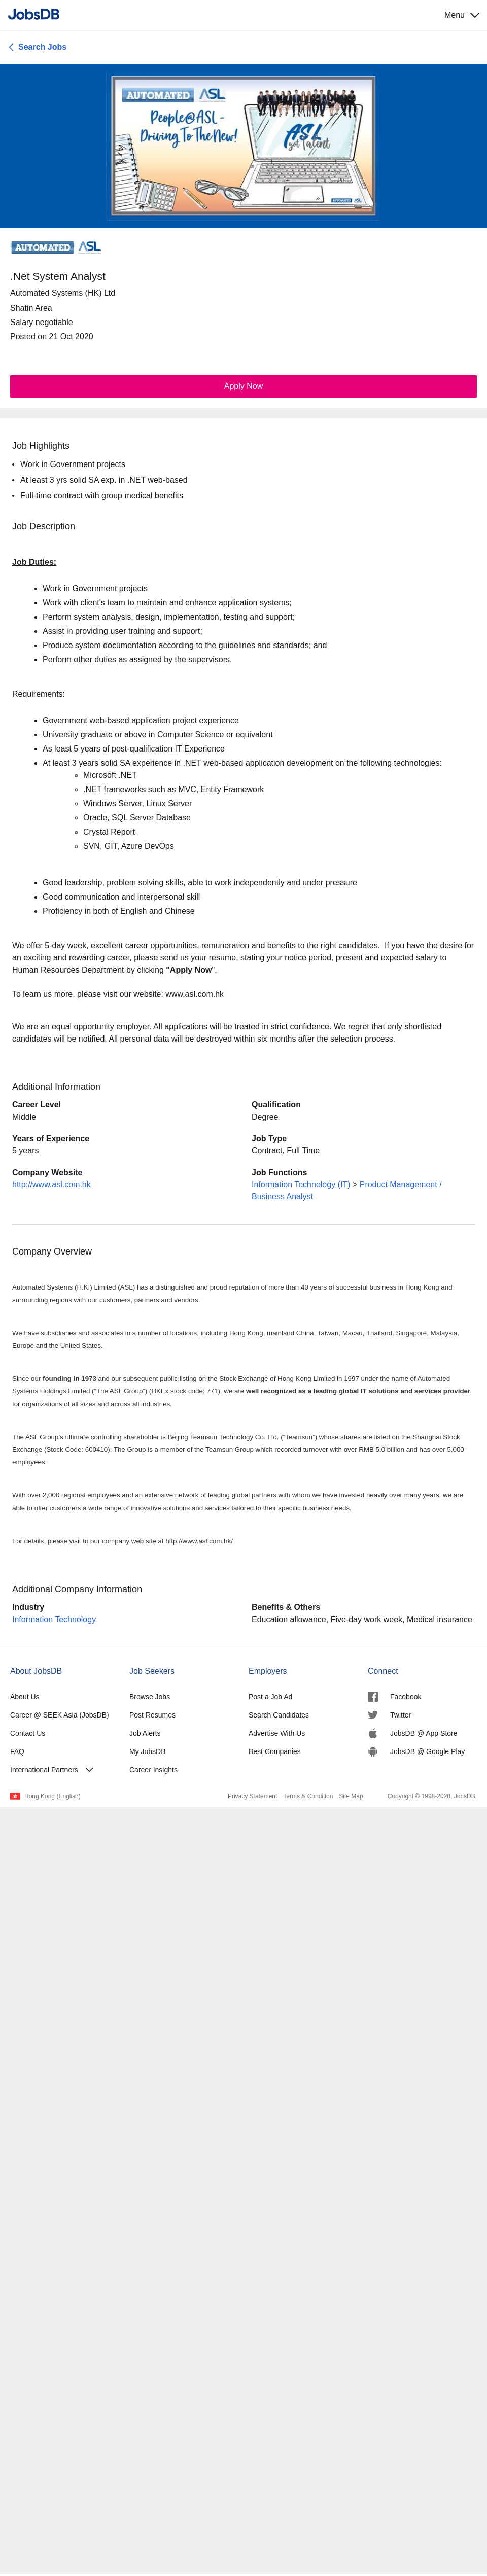 JobsDB
Menu
Search Jobs
AUTOMATED ASL
People@ASL -
Driving To The New!
ASL
got Talent
AUTOMATED ASL
.Net System Analyst
Automated Systems (HK) Ltd
Shatin Area
Salary negotiable
Posted on 21 Oct 2020
Apply Now
Job Highlights
• Work in Government projects
• At least 3 yrs solid SA exp. in .NET web-based
• Full-time contract with group medical benefits
Job Description
Job Duties:
• Work in Government projects
• Work with client's team to maintain and enhance application systems;
• Perform system analysis, design, implementation, testing and support;
• Assist in providing user training and support;
• Produce system documentation according to the guidelines and standards; and
• Perform other duties as assigned by the supervisors.
Requirements:
• Government web-based application project experience
• University graduate or above in Computer Science or equivalent
• As least 5 years of post-qualification IT Experience
• At least 3 years solid SA experience in .NET web-based application development on the following technologies:
◦ Microsoft .NET
◦ .NET frameworks such as MVC, Entity Framework
◦ Windows Server, Linux Server
◦ Oracle, SQL Server Database
◦ Crystal Report
◦ SVN, GIT, Azure DevOps
• Good leadership, problem solving skills, able to work independently and under pressure
• Good communication and interpersonal skill
• Proficiency in both of English and Chinese
We offer 5-day week, excellent career opportunities, remuneration and benefits to the right candidates.  If you have the desire for
an exciting and rewarding career, please send us your resume, stating your notice period, present and expected salary to
Human Resources Department by clicking "Apply Now".
To learn us more, please visit our website: www.asl.com.hk
We are an equal opportunity employer. All applications will be treated in strict confidence. We regret that only shortlisted
candidates will be notified. All personal data will be destroyed within six months after the selection process.
Additional Information
Career Level Qualification
Middle Degree
Years of Experience Job Type
5 years Contract, Full Time
Company Website Job Functions
http://www.asl.com.hk Information Technology (IT) > Product Management /
Business Analyst
Company Overview
Automated Systems (H.K.) Limited (ASL) has a distinguished and proud reputation of more than 40 years of successful business in Hong Kong and
surrounding regions with our customers, partners and vendors.
We have subsidiaries and associates in a number of locations, including Hong Kong, mainland China, Taiwan, Macau, Thailand, Singapore, Malaysia,
Europe and the United States.
Since our founding in 1973 and our subsequent public listing on the Stock Exchange of Hong Kong Limited in 1997 under the name of Automated
Systems Holdings Limited ("The ASL Group") (HKEx stock code: 771), we are well recognized as a leading global IT solutions and services provider
for organizations of all sizes and across all industries.
The ASL Group's ultimate controlling shareholder is Beijing Teamsun Technology Co. Ltd. ("Teamsun") whose shares are listed on the Shanghai Stock
Exchange (Stock Code: 600410). The Group is a member of the Teamsun Group which recorded turnover with over RMB 5.0 billion and has over 5,000
employees.
With over 2,000 regional employees and an extensive network of leading global partners with whom we have invested heavily over many years, we are
able to offer customers a wide range of innovative solutions and services tailored to their specific business needs.
For details, please visit to our company web site at http://www.asl.com.hk/
Additional Company Information
Industry Benefits & Others
Information Technology Education allowance, Five-day work week, Medical insurance
About JobsDB Job Seekers Employers Connect
About Us Browse Jobs Post a Job Ad Facebook
Career @ SEEK Asia (JobsDB) Post Resumes Search Candidates Twitter
Contact Us Job Alerts Advertise With Us JobsDB @ App Store
FAQ My JobsDB Best Companies JobsDB @ Google Play
International Partners Career Insights
Hong Kong (English) Privacy Statement Terms & Condition Site Map Copyright © 1998-2020, JobsDB.